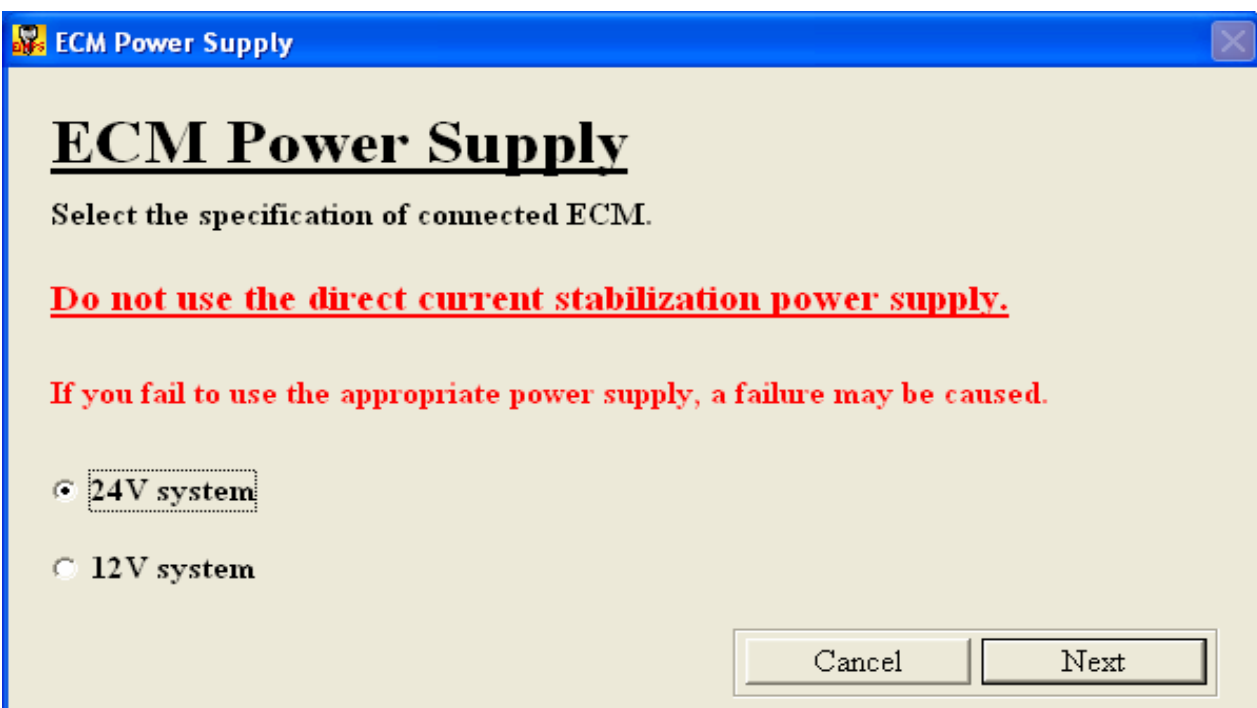 ECM Power Supply
ECM Power Supply
Select the specification of connected ECM.
Do not use the direct current stabilization power supply.
If you fail to use the appropriate power supply, a failure may be caused.
24V system
12V system
Cancel Next